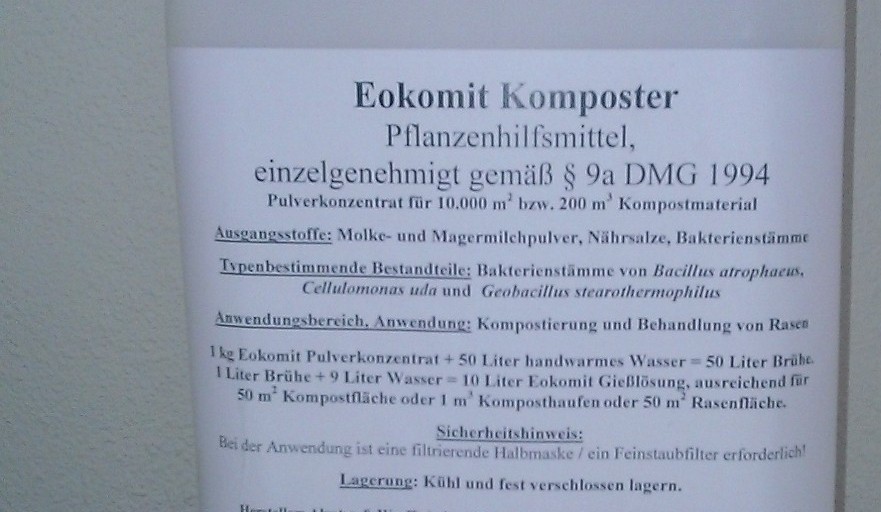 Eokomit Komposter
Pflanzenhilfsmittel,
einzelgenehmigt gemäß § 9a DMG 1994
Pulverkonzentrat für 10.000 m² bzw. 200 m³ Kompostmaterial
Ausgangsstoffe: Molke- und Magermilchpulver, Nährsalze, Bakterienstämme
Typenbestimmende Bestandteile: Bakterienstämme von Bacillus atrophaeus,
Cellulomonas uda und Geobacillus stearothermophilus
Anwendungsbereich, Anwendung: Kompostierung und Behandlung von Rasen
1 kg Eokomit Pulverkonzentrat + 50 Liter handwarmes Wasser = 50 Liter Brühe.
1 Liter Brühe + 9 Liter Wasser = 10 Liter Eokomit Gießlösung, ausreichend für
50 m² Kompostfläche oder 1 m³ Komposthaufen oder 50 m² Rasenfläche.
Sicherheitshinweis:
Bei der Anwendung ist eine filtrierende Halbmaske / ein Feinstaubfilter erforderlich!
Lagerung: Kühl und fest verschlossen lagern.